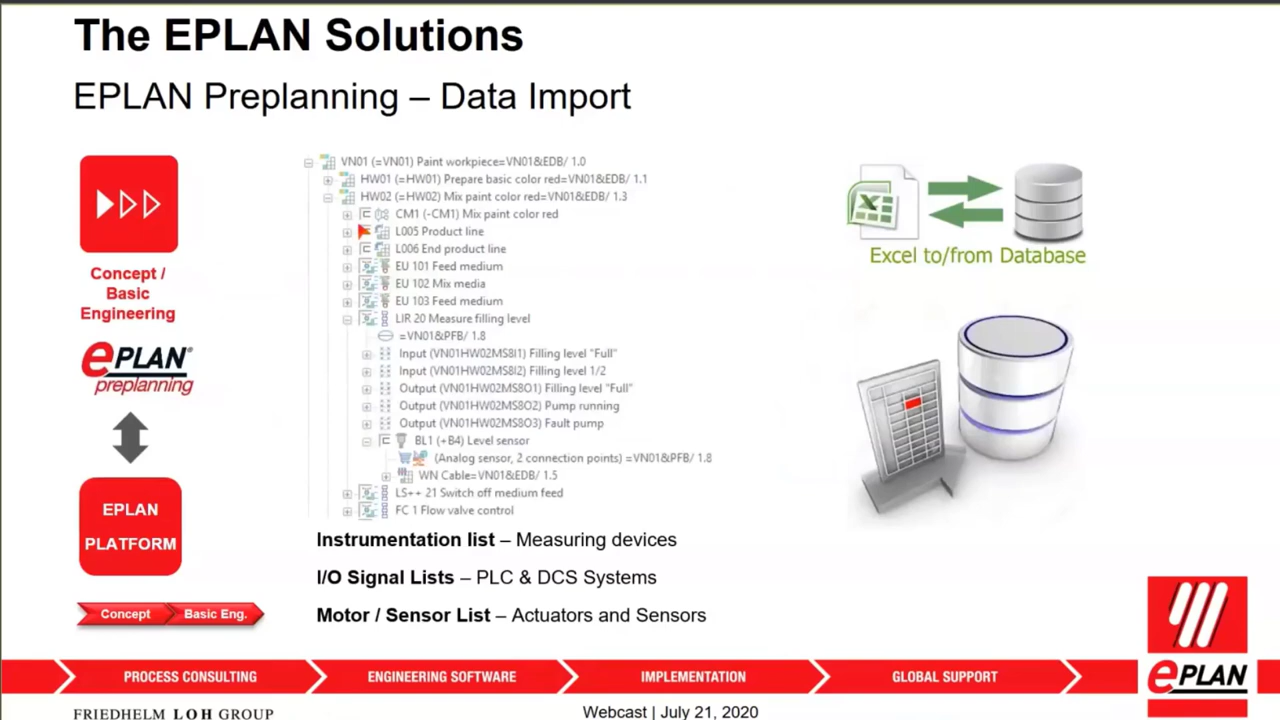 The EPLAN Solutions
EPLAN Preplanning – Data Import
Concept /
Basic
Engineering
ePLAN®
preplanning
EPLAN
PLATFORM
Concept
Basic Eng.
VN01 (=VN01) Paint workpiece=VN01&EDB/ 1.0
HW01 (=HW01) Prepare basic color red=VN01&EDB/ 1.1
HW02 (=HW02) Mix paint color red=VN01&EDB/ 1.3
CM1 (-CM1) Mix paint color red
L005 Product line
L006 End product line
EU 101 Feed medium
EU 102 Mix media
EU 103 Feed medium
LIR 20 Measure filling level
=VN01&PFB/ 1.8
Input (VN01HW02MS8I1) Filling level "Full"
Input (VN01HW02MS8I2) Filling level 1/2
Output (VN01HW02MS8O1) Filling level "Full"
Output (VN01HW02MS8O2) Pump running
Output (VN01HW02MS8O3) Fault pump
BL1 (+B4) Level sensor
(Analog sensor, 2 connection points) =VN01&PFB/ 1.8
WN Cable=VN01&EDB/ 1.5
LS++ 21 Switch off medium feed
FC 1 Flow valve control
Excel to/from Database
Instrumentation list – Measuring devices
I/O Signal Lists – PLC & DCS Systems
Motor / Sensor List – Actuators and Sensors
PROCESS CONSULTING
ENGINEERING SOFTWARE
IMPLEMENTATION
GLOBAL SUPPORT
ePLAN
FRIEDHELM LOH GROUP
Webcast | July 21, 2020